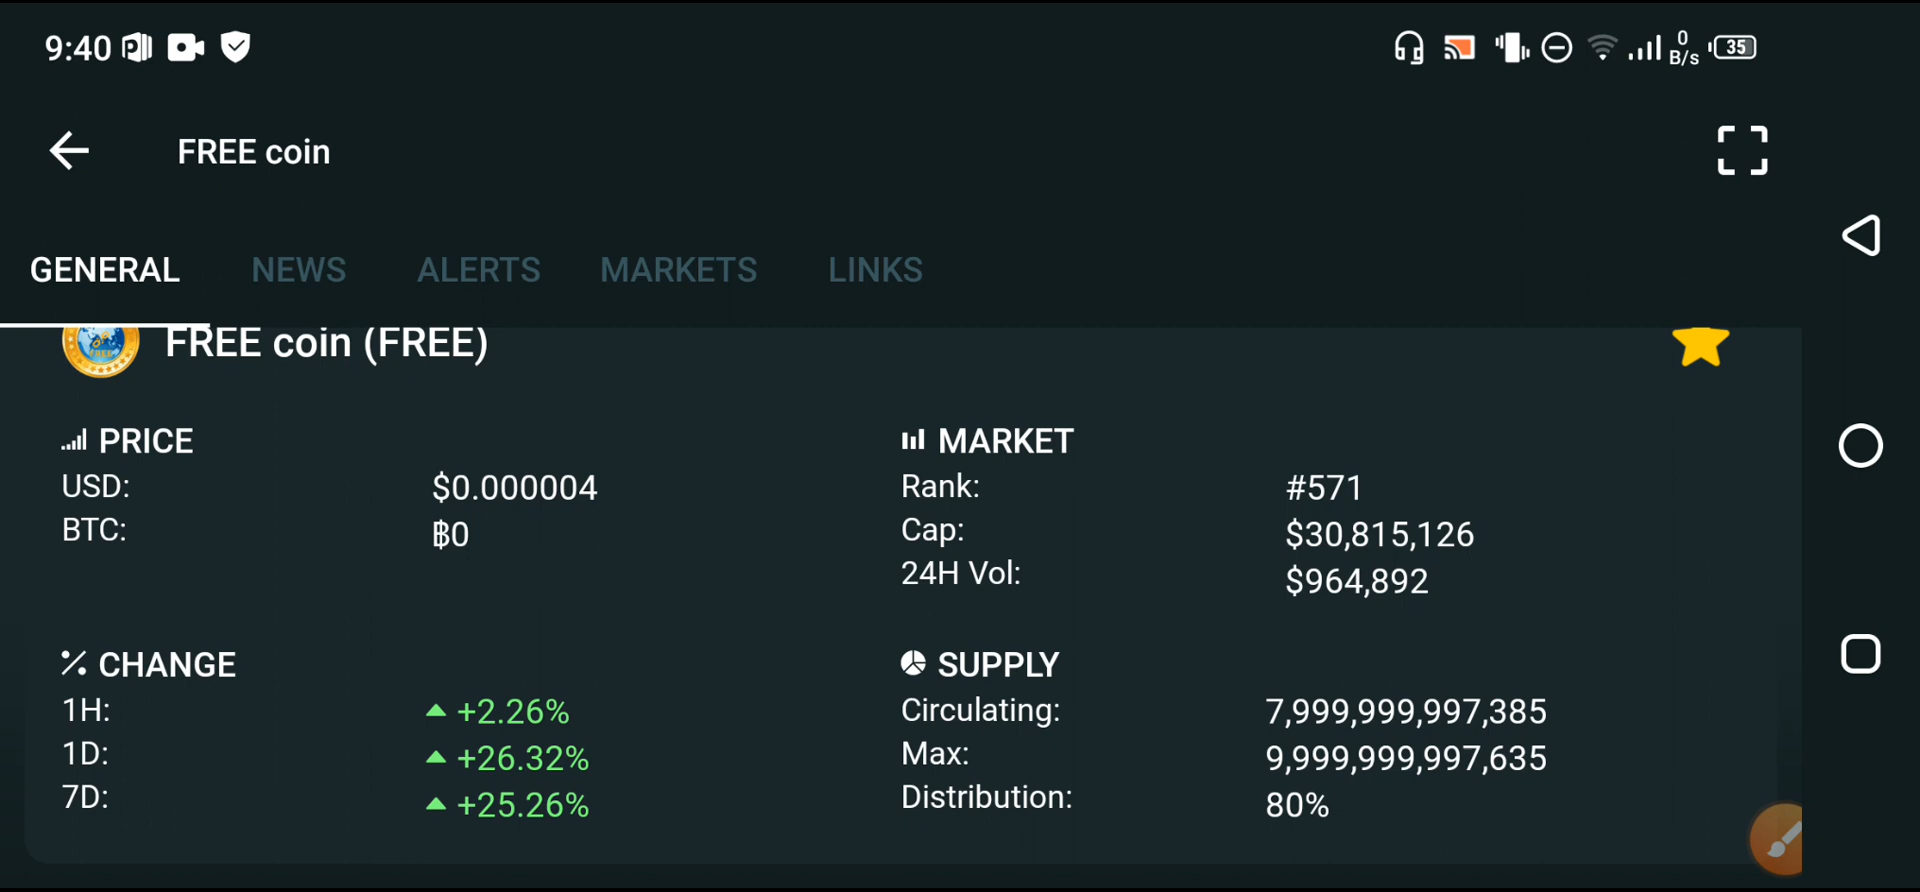 9:40
0 B/s 35
FREE coin
GENERAL NEWS ALERTS MARKETS LINKS
FREE coin (FREE)
PRICE
USD: $0.000004
BTC: ฿0
MARKET
Rank: #571
Cap: $30,815,126
24H Vol: $964,892
CHANGE
1H: +2.26%
1D: +26.32%
7D: +25.26%
SUPPLY
Circulating: 7,999,999,997,385
Max: 9,999,999,997,635
Distribution: 80%